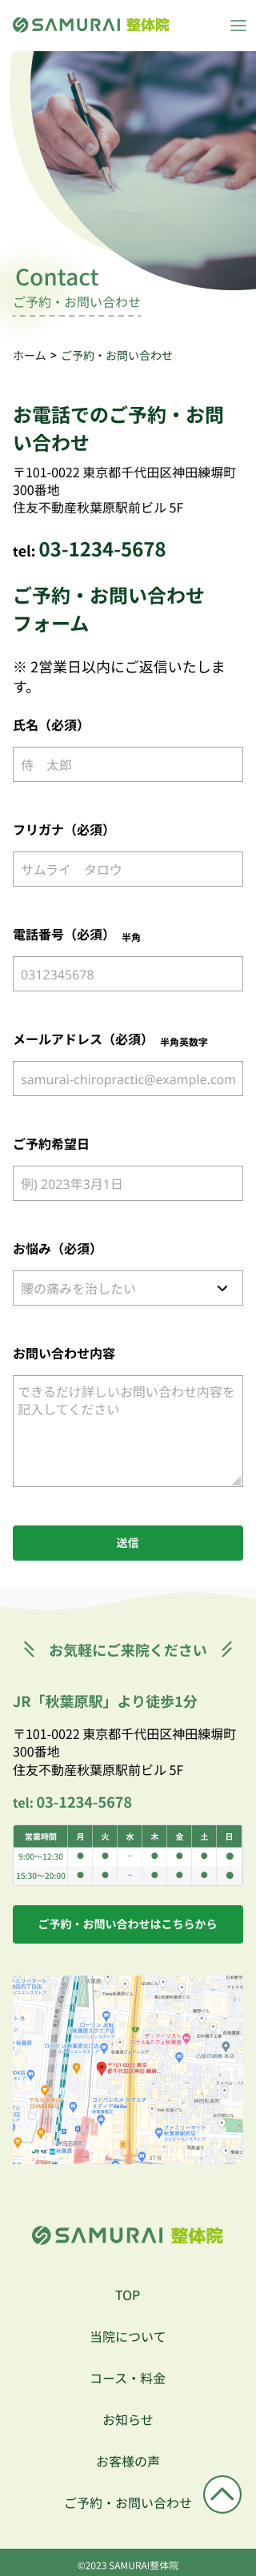 SAMURAI 整体院
Contact
ご予約・お問い合わせ
ホーム > ご予約・お問い合わせ
お電話でのご予約・お問
い合わせ
〒101-0022 東京都千代田区神田練塀町
300番地
住友不動産秋葉原駅前ビル 5F
tel: 03-1234-5678
ご予約・お問い合わせ
フォーム
※ 2営業日以内にご返信いたしま
す。
氏名（必須）
侍　太郎
フリガナ（必須）
サムライ　タロウ
電話番号（必須） 半角
0312345678
メールアドレス（必須） 半角英数字
samurai-chiropractic@example.com
ご予約希望日
例) 2023年3月1日
お悩み（必須）
腰の痛みを治したい
お問い合わせ内容
できるだけ詳しいお問い合わせ内容を
記入してください
送信
お気軽にご来院ください
JR「秋葉原駅」より徒歩1分
〒101-0022 東京都千代田区神田練塀町
300番地
住友不動産秋葉原駅前ビル 5F
tel: 03-1234-5678
営業時間 月 火 水 木 金 土 日
9:00〜12:30 ● ● − ● ● ● ●
15:30〜20:00 ● ● − ● ● ● ●
ご予約・お問い合わせはこちらから
〒101-0022 東京
SAMURAI 整体院
TOP
当院について
コース・料金
お知らせ
お客様の声
ご予約・お問い合わせ
©2023 SAMURAI整体院